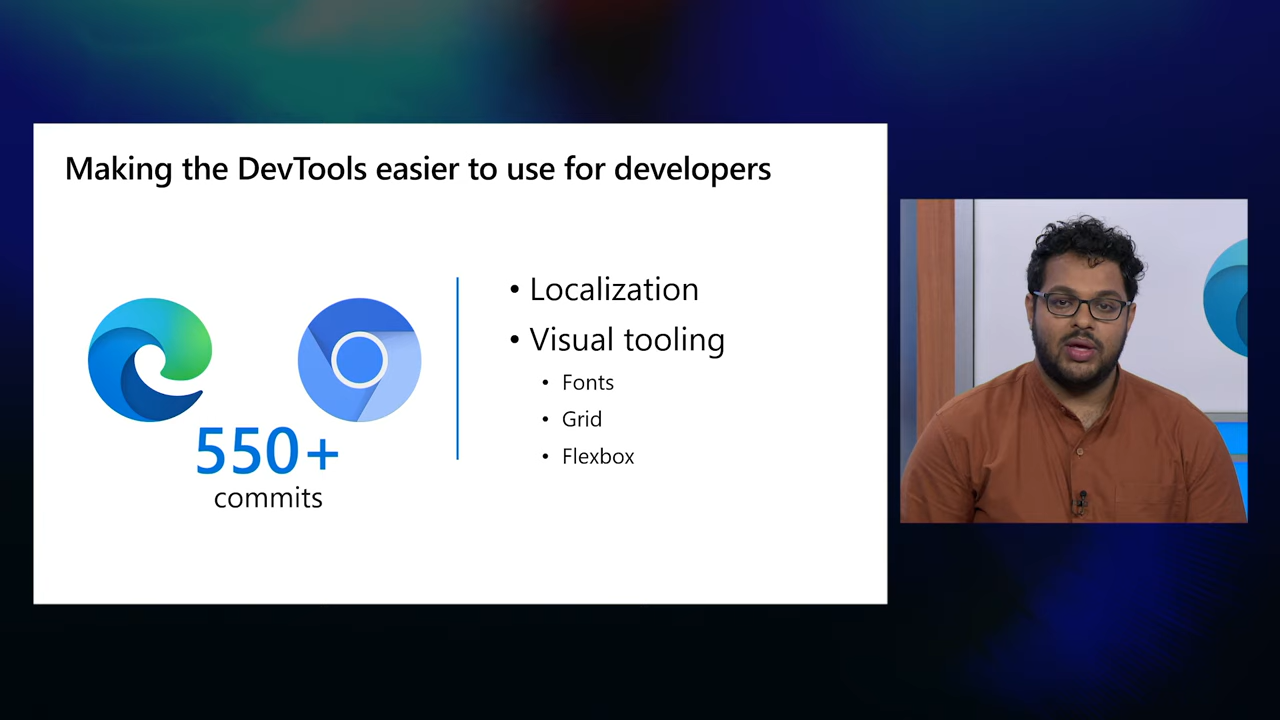 Making the DevTools easier to use for developers
550+
commits
• Localization
• Visual tooling
• Fonts
• Grid
• Flexbox